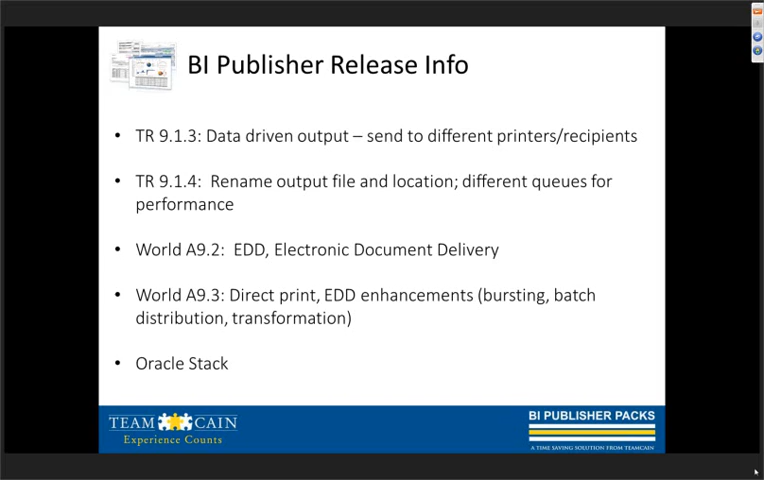 BI Publisher Release Info
• TR 9.1.3: Data driven output – send to different printers/recipients
• TR 9.1.4:  Rename output file and location; different queues for
performance
• World A9.2:  EDD, Electronic Document Delivery
• World A9.3: Direct print, EDD enhancements (bursting, batch
distribution, transformation)
• Oracle Stack
TEAM CAIN
Experience Counts
BI PUBLISHER PACKS
A TIME SAVING SOLUTION FROM TEAMCAIN